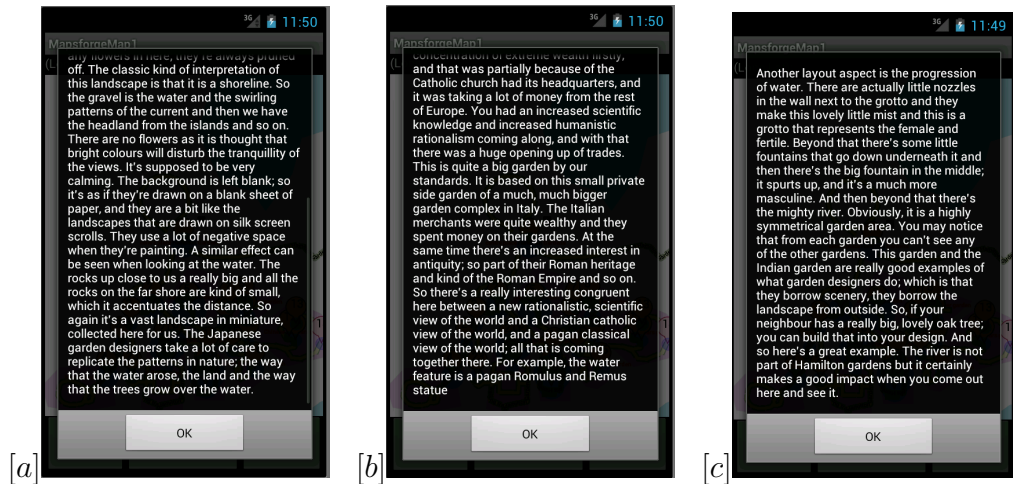 3G 11:50
MapsforgeMap1
any flowers in here, they're always pruned
off. The classic kind of interpretation of
this landscape is that it is a shoreline. So
the gravel is the water and the swirling
patterns of the current and then we have
the headland from the islands and so on.
There are no flowers as it is thought that
bright colours will disturb the tranquillity of
the views. It's supposed to be very
calming. The background is left blank; so
it's as if they're drawn on a blank sheet of
paper, and they are a bit like the
landscapes that are drawn on silk screen
scrolls. They use a lot of negative space
when they're painting. A similar effect can
be seen when looking at the water. The
rocks up close to us a really big and all the
rocks on the far shore are kind of small,
which it accentuates the distance. So
again it's a vast landscape in miniature,
collected here for us. The Japanese
garden designers take a lot of care to
replicate the patterns in nature; the way
that the water arose, the land and the way
that the trees grow over the water.
OK
[a]
3G 11:50
MapsforgeMap1
(L
concentration of extreme wealth firstly,
and that was partially because of the
Catholic church had its headquarters, and
it was taking a lot of money from the rest
of Europe. You had an increased scientific
knowledge and increased humanistic
rationalism coming along, and with that
there was a huge opening up of trades.
This is quite a big garden by our
standards. It is based on this small private
side garden of a much, much bigger
garden complex in Italy. The Italian
merchants were quite wealthy and they
spent money on their gardens. At the
same time there's an increased interest in
antiquity; so part of their Roman heritage
and kind of the Roman Empire and so on.
So there's a really interesting congruent
here between a new rationalistic, scientific
view of the world and a Christian catholic
view of the world, and a pagan classical
view of the world; all that is coming
together there. For example, the water
feature is a pagan Romulus and Remus
statue
OK
[b]
3G 11:49
MapsforgeMap1
Another layout aspect is the progression
of water. There are actually little nozzles
in the wall next to the grotto and they
make this lovely little mist and this is a
grotto that represents the female and
fertile. Beyond that there's some little
fountains that go down underneath it and
then there's the big fountain in the middle;
it spurts up, and it's a much more
masculine. And then beyond that there's
the mighty river. Obviously, it is a highly
symmetrical garden area. You may notice
that from each garden you can't see any
of the other gardens. This garden and the
Indian garden are really good examples of
what garden designers do; which is that
they borrow scenery, they borrow the
landscape from outside. So, if your
neighbour has a really big, lovely oak tree;
you can build that into your design. And
so here's a great example. The river is not
part of Hamilton gardens but it certainly
makes a good impact when you come out
here and see it.
OK
[c]